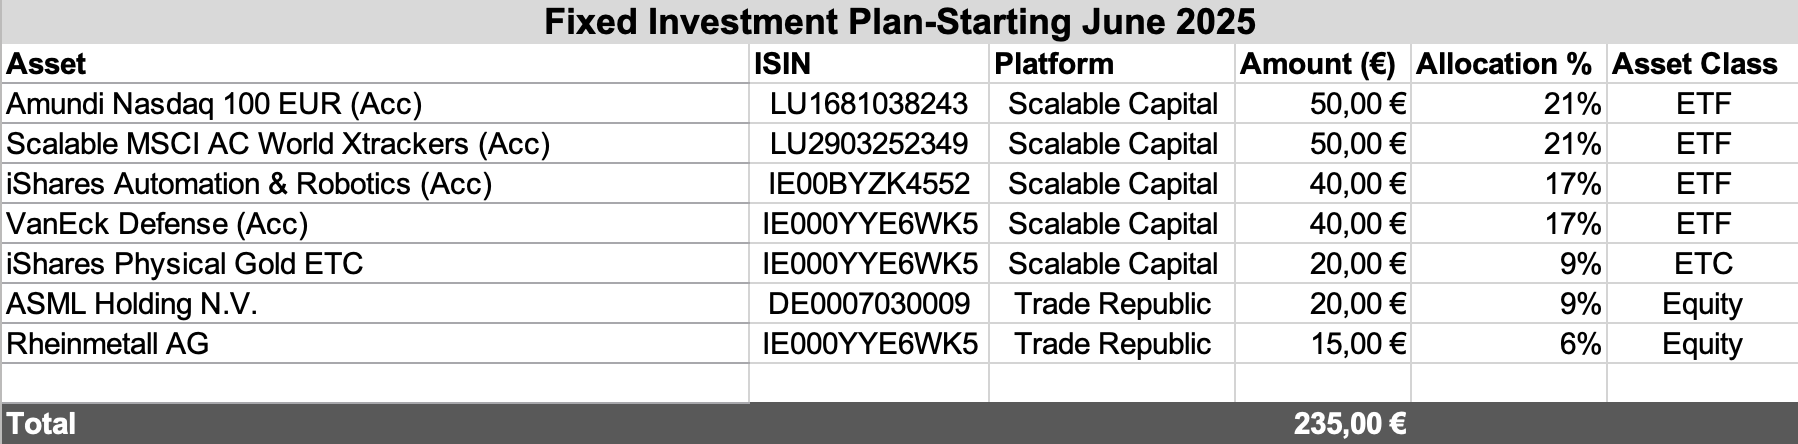 Fixed Investment Plan-Starting June 2025
Asset ISIN Platform Amount (€) Allocation % Asset Class
Amundi Nasdaq 100 EUR (Acc) LU1681038243 Scalable Capital 50,00 € 21% ETF
Scalable MSCI AC World Xtrackers (Acc) LU2903252349 Scalable Capital 50,00 € 21% ETF
iShares Automation & Robotics (Acc) IE00BYZK4552 Scalable Capital 40,00 € 17% ETF
VanEck Defense (Acc) IE000YYE6WK5 Scalable Capital 40,00 € 17% ETF
iShares Physical Gold ETC IE000YYE6WK5 Scalable Capital 20,00 € 9% ETC
ASML Holding N.V. DE0007030009 Trade Republic 20,00 € 9% Equity
Rheinmetall AG IE000YYE6WK5 Trade Republic 15,00 € 6% Equity
Total 235,00 €